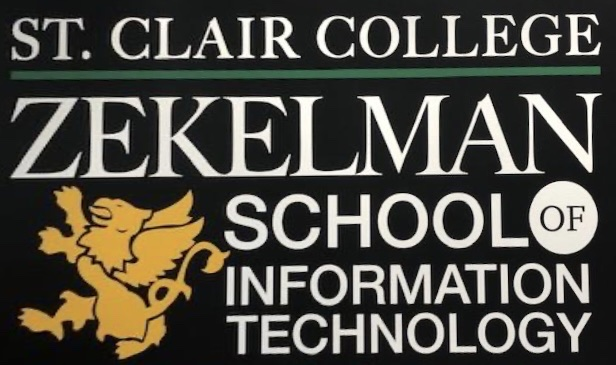 ST. CLAIR COLLEGE
ZEKELMAN
SCHOOL OF
INFORMATION
TECHNOLOGY